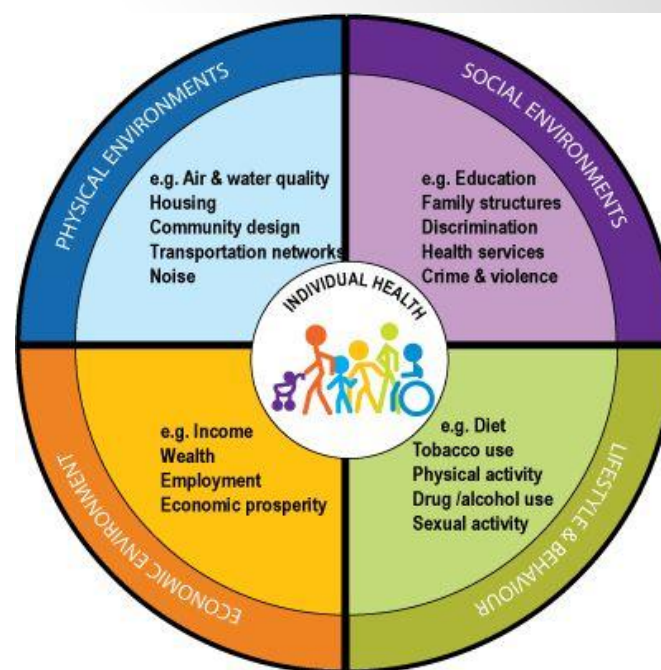 PHYSICAL ENVIRONMENTS
e.g. Air & water quality
Housing
Community design
Transportation networks
Noise
SOCIAL ENVIRONMENTS
e.g. Education
Family structures
Discrimination
Health services
Crime & violence
INDIVIDUAL HEALTH
ECONOMIC ENVIRONMENT
e.g. Income
Wealth
Employment
Economic prosperity
LIFESTYLE & BEHAVIOUR
e.g. Diet
Tobacco use
Physical activity
Drug /alcohol use
Sexual activity